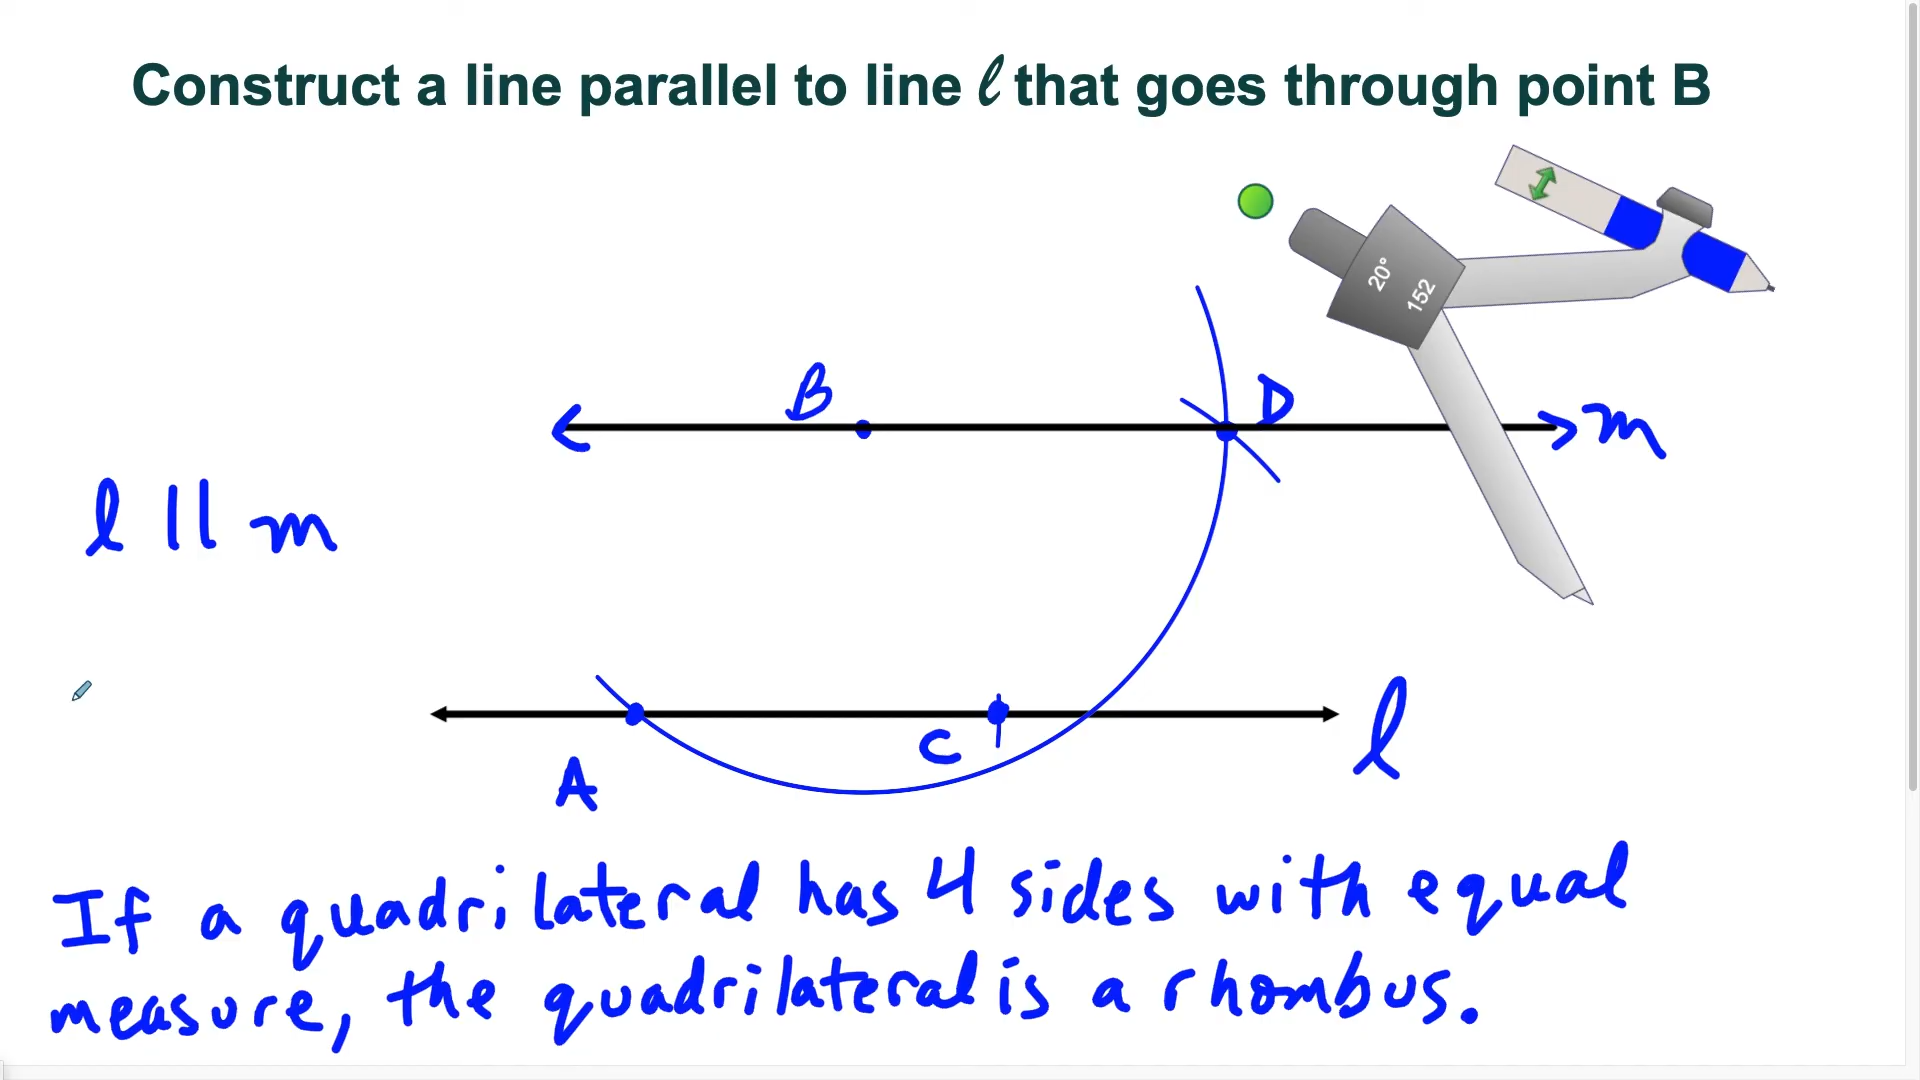 Construct a line parallel to line ℓ that goes through point B
20°
152
B
D
m
l || m
l
C
A
If a quadrilateral has 4 sides with equal
measure, the quadrilateral is a rhombus.